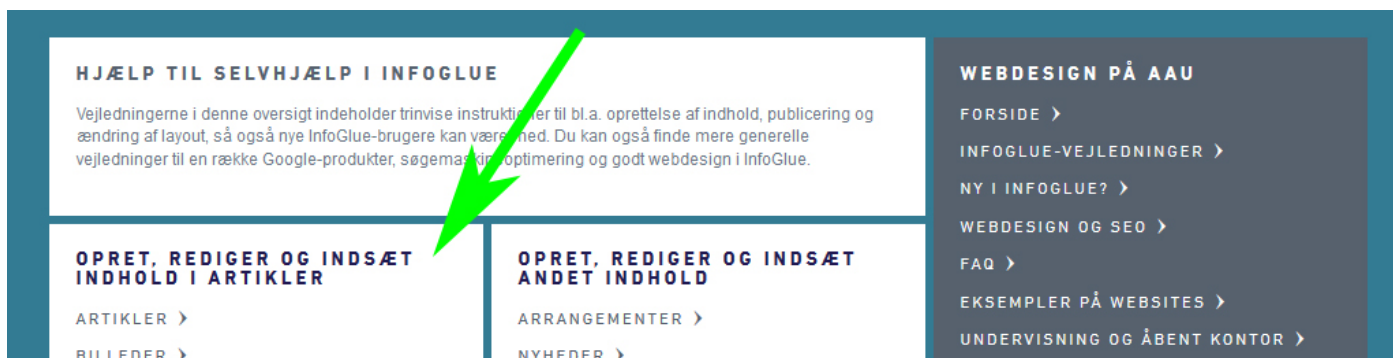 HJÆLP TIL SELVHJÆLP I INFOGLUE
Vejledningerne i denne oversigt indeholder trinvise instruktioner til bl.a. oprettelse af indhold, publicering og
ændring af layout, så også nye InfoGlue-brugere kan være med. Du kan også finde mere generelle
vejledninger til en række Google-produkter, søgemaskineoptimering og godt webdesign i InfoGlue.
OPRET, REDIGER OG INDSÆT
INDHOLD I ARTIKLER
ARTIKLER
BILLEDER
OPRET, REDIGER OG INDSÆT
ANDET INDHOLD
ARRANGEMENTER
NYHEDER
WEBDESIGN PÅ AAU
FORSIDE
INFOGLUE-VEJLEDNINGER
NY I INFOGLUE?
WEBDESIGN OG SEO
FAQ
EKSEMPLER PÅ WEBSITES
UNDERVISNING OG ÅBENT KONTOR